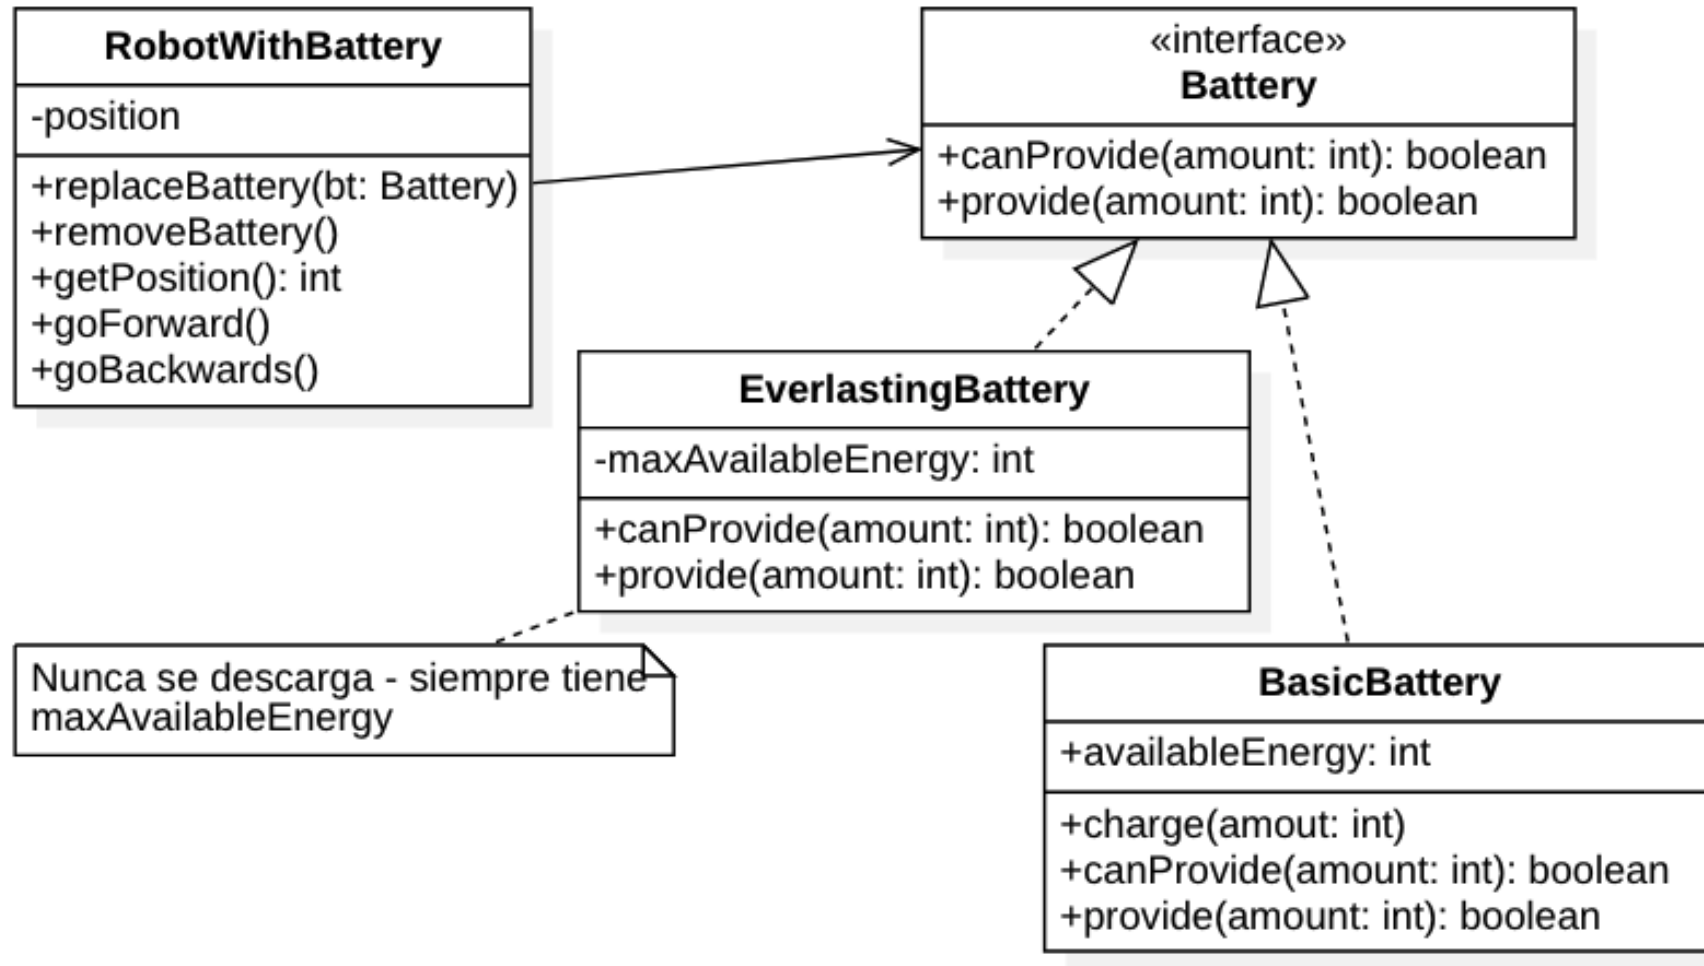 RobotWithBattery
-position
+replaceBattery(bt: Battery)
+removeBattery()
+getPosition(): int
+goForward()
+goBackwards()
«interface»
Battery
+canProvide(amount: int): boolean
+provide(amount: int): boolean
EverlastingBattery
-maxAvailableEnergy: int
+canProvide(amount: int): boolean
+provide(amount: int): boolean
Nunca se descarga - siempre tiene
maxAvailableEnergy
BasicBattery
+availableEnergy: int
+charge(amout: int)
+canProvide(amount: int): boolean
+provide(amount: int): boolean